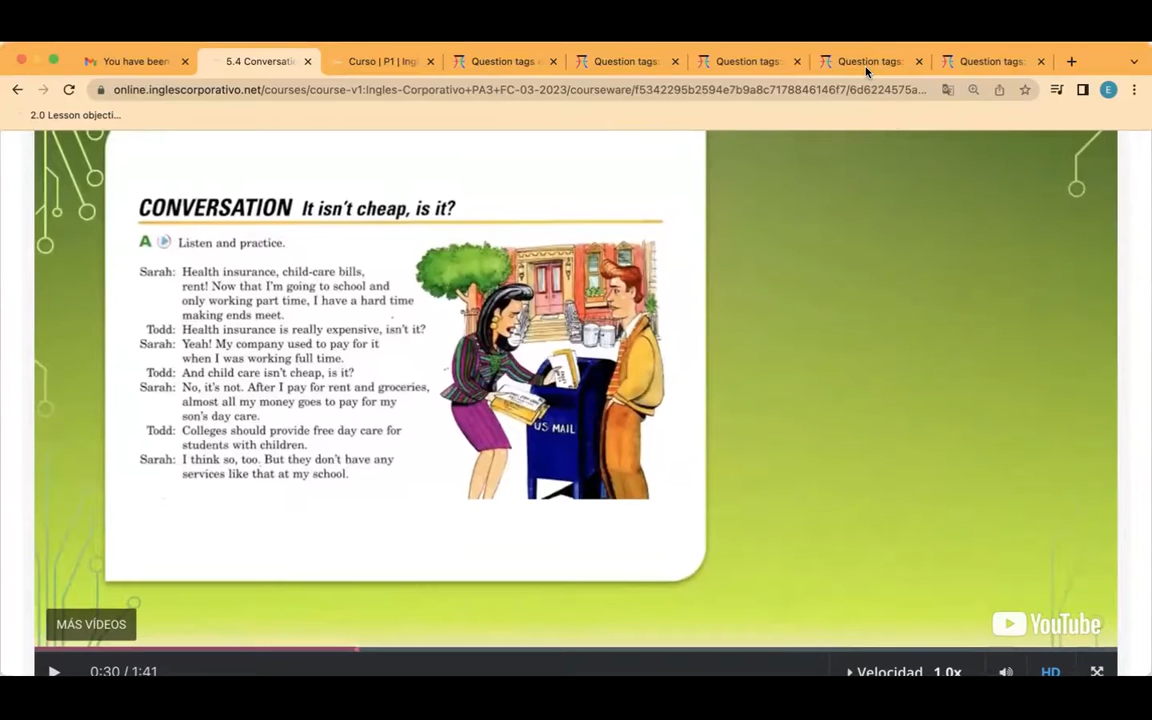 You have been
5.4 Conversati
Curso | P1 | Ing
Question tags
Question tags:
Question tags:
Question tags:
Question tags:
online.inglescorporativo.net/courses/course-v1:Ingles-Corporativo+PA3+FC-03-2023/courseware/f5342295b2594e7b9a8c7178846146f7/6d6224575a...
E
2.0 Lesson objecti...
CONVERSATION It isn't cheap, is it?
A Listen and practice.
Sarah: Health insurance, child-care bills,
rent! Now that I'm going to school and
only working part time, I have a hard time
making ends meet.
Todd: Health insurance is really expensive, isn't it?
Sarah: Yeah! My company used to pay for it
when I was working full time.
Todd: And child care isn't cheap, is it?
Sarah: No, it's not. After I pay for rent and groceries,
almost all my money goes to pay for my
son's day care.
Todd: Colleges should provide free day care for
students with children.
Sarah: I think so, too. But they don't have any
services like that at my school.
US MAIL
MÁS VÍDEOS
YouTube
0:30 / 1:41
Velocidad 1.0x
HD